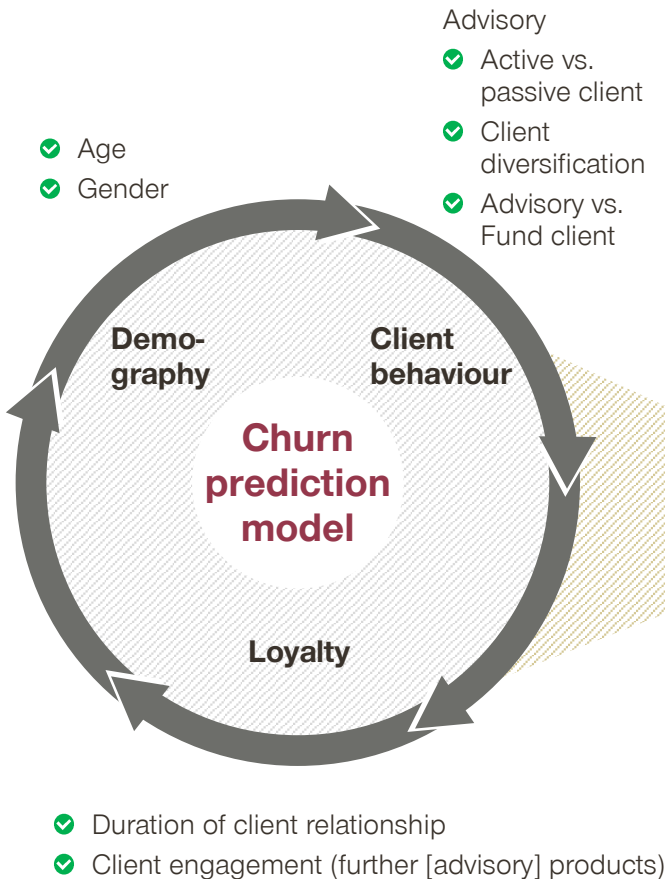 Advisory
Active vs.
passive client
Client
diversification
Advisory vs.
Fund client
Age
Gender
Demo-
graphy
Client
behaviour
Churn
prediction
model
Loyalty
Duration of client relationship
Client engagement (further [advisory] products)